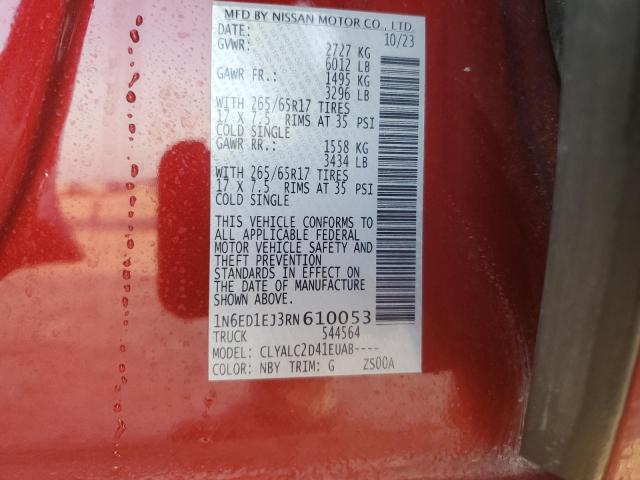 MFD BY NISSAN MOTOR CO., LTD.
DATE: 10/23
GVWR: 2727 KG
6012 LB
GAWR FR.: 1495 KG
3296 LB
WITH 265/65R17 TIRES
17 X 7.5 RIMS AT 35 PSI
COLD SINGLE
GAWR RR.: 1558 KG
3434 LB
WITH 265/65R17 TIRES
17 X 7.5 RIMS AT 35 PSI
COLD SINGLE
THIS VEHICLE CONFORMS TO
ALL APPLICABLE FEDERAL
MOTOR VEHICLE SAFETY AND
THEFT PREVENTION
STANDARDS IN EFFECT ON
THE DATE OF MANUFACTURE
SHOWN ABOVE.
1N6ED1EJ3RN610053
TRUCK 544564
MODEL: CLYALC2D41EUAB----
COLOR: NBY TRIM: G ZS00A